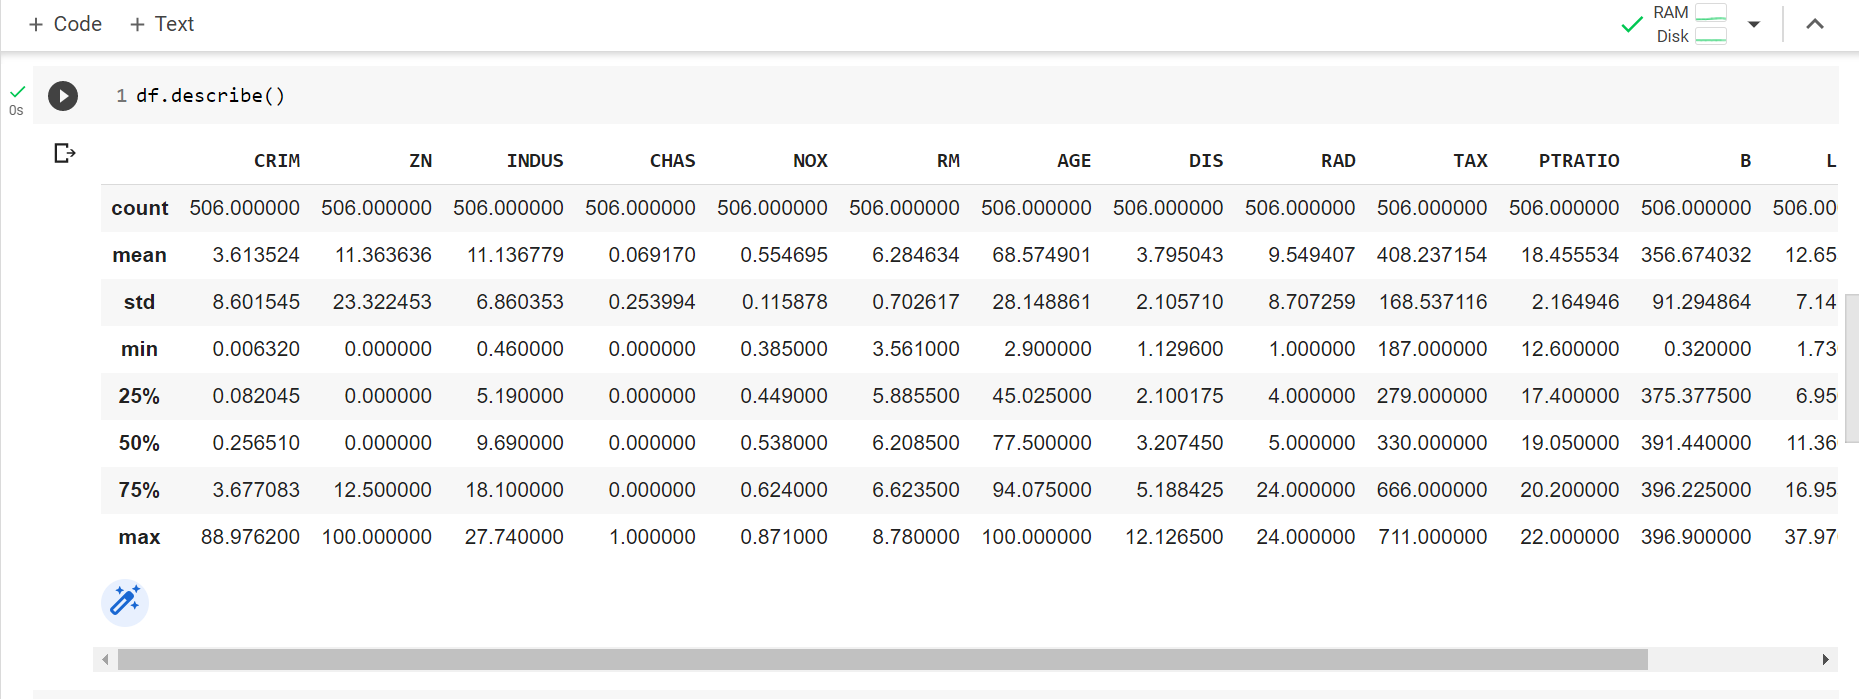 + Code + Text
RAM
Disk
0s
1 df.describe()
CRIM ZN INDUS CHAS NOX RM AGE DIS RAD TAX PTRATIO B L
count 506.000000 506.000000 506.000000 506.000000 506.000000 506.000000 506.000000 506.000000 506.000000 506.000000 506.000000 506.000000 506.00
mean 3.613524 11.363636 11.136779 0.069170 0.554695 6.284634 68.574901 3.795043 9.549407 408.237154 18.455534 356.674032 12.65
std 8.601545 23.322453 6.860353 0.253994 0.115878 0.702617 28.148861 2.105710 8.707259 168.537116 2.164946 91.294864 7.14
min 0.006320 0.000000 0.460000 0.000000 0.385000 3.561000 2.900000 1.129600 1.000000 187.000000 12.600000 0.320000 1.73
25% 0.082045 0.000000 5.190000 0.000000 0.449000 5.885500 45.025000 2.100175 4.000000 279.000000 17.400000 375.377500 6.95
50% 0.256510 0.000000 9.690000 0.000000 0.538000 6.208500 77.500000 3.207450 5.000000 330.000000 19.050000 391.440000 11.36
75% 3.677083 12.500000 18.100000 0.000000 0.624000 6.623500 94.075000 5.188425 24.000000 666.000000 20.200000 396.225000 16.95
max 88.976200 100.000000 27.740000 1.000000 0.871000 8.780000 100.000000 12.126500 24.000000 711.000000 22.000000 396.900000 37.97